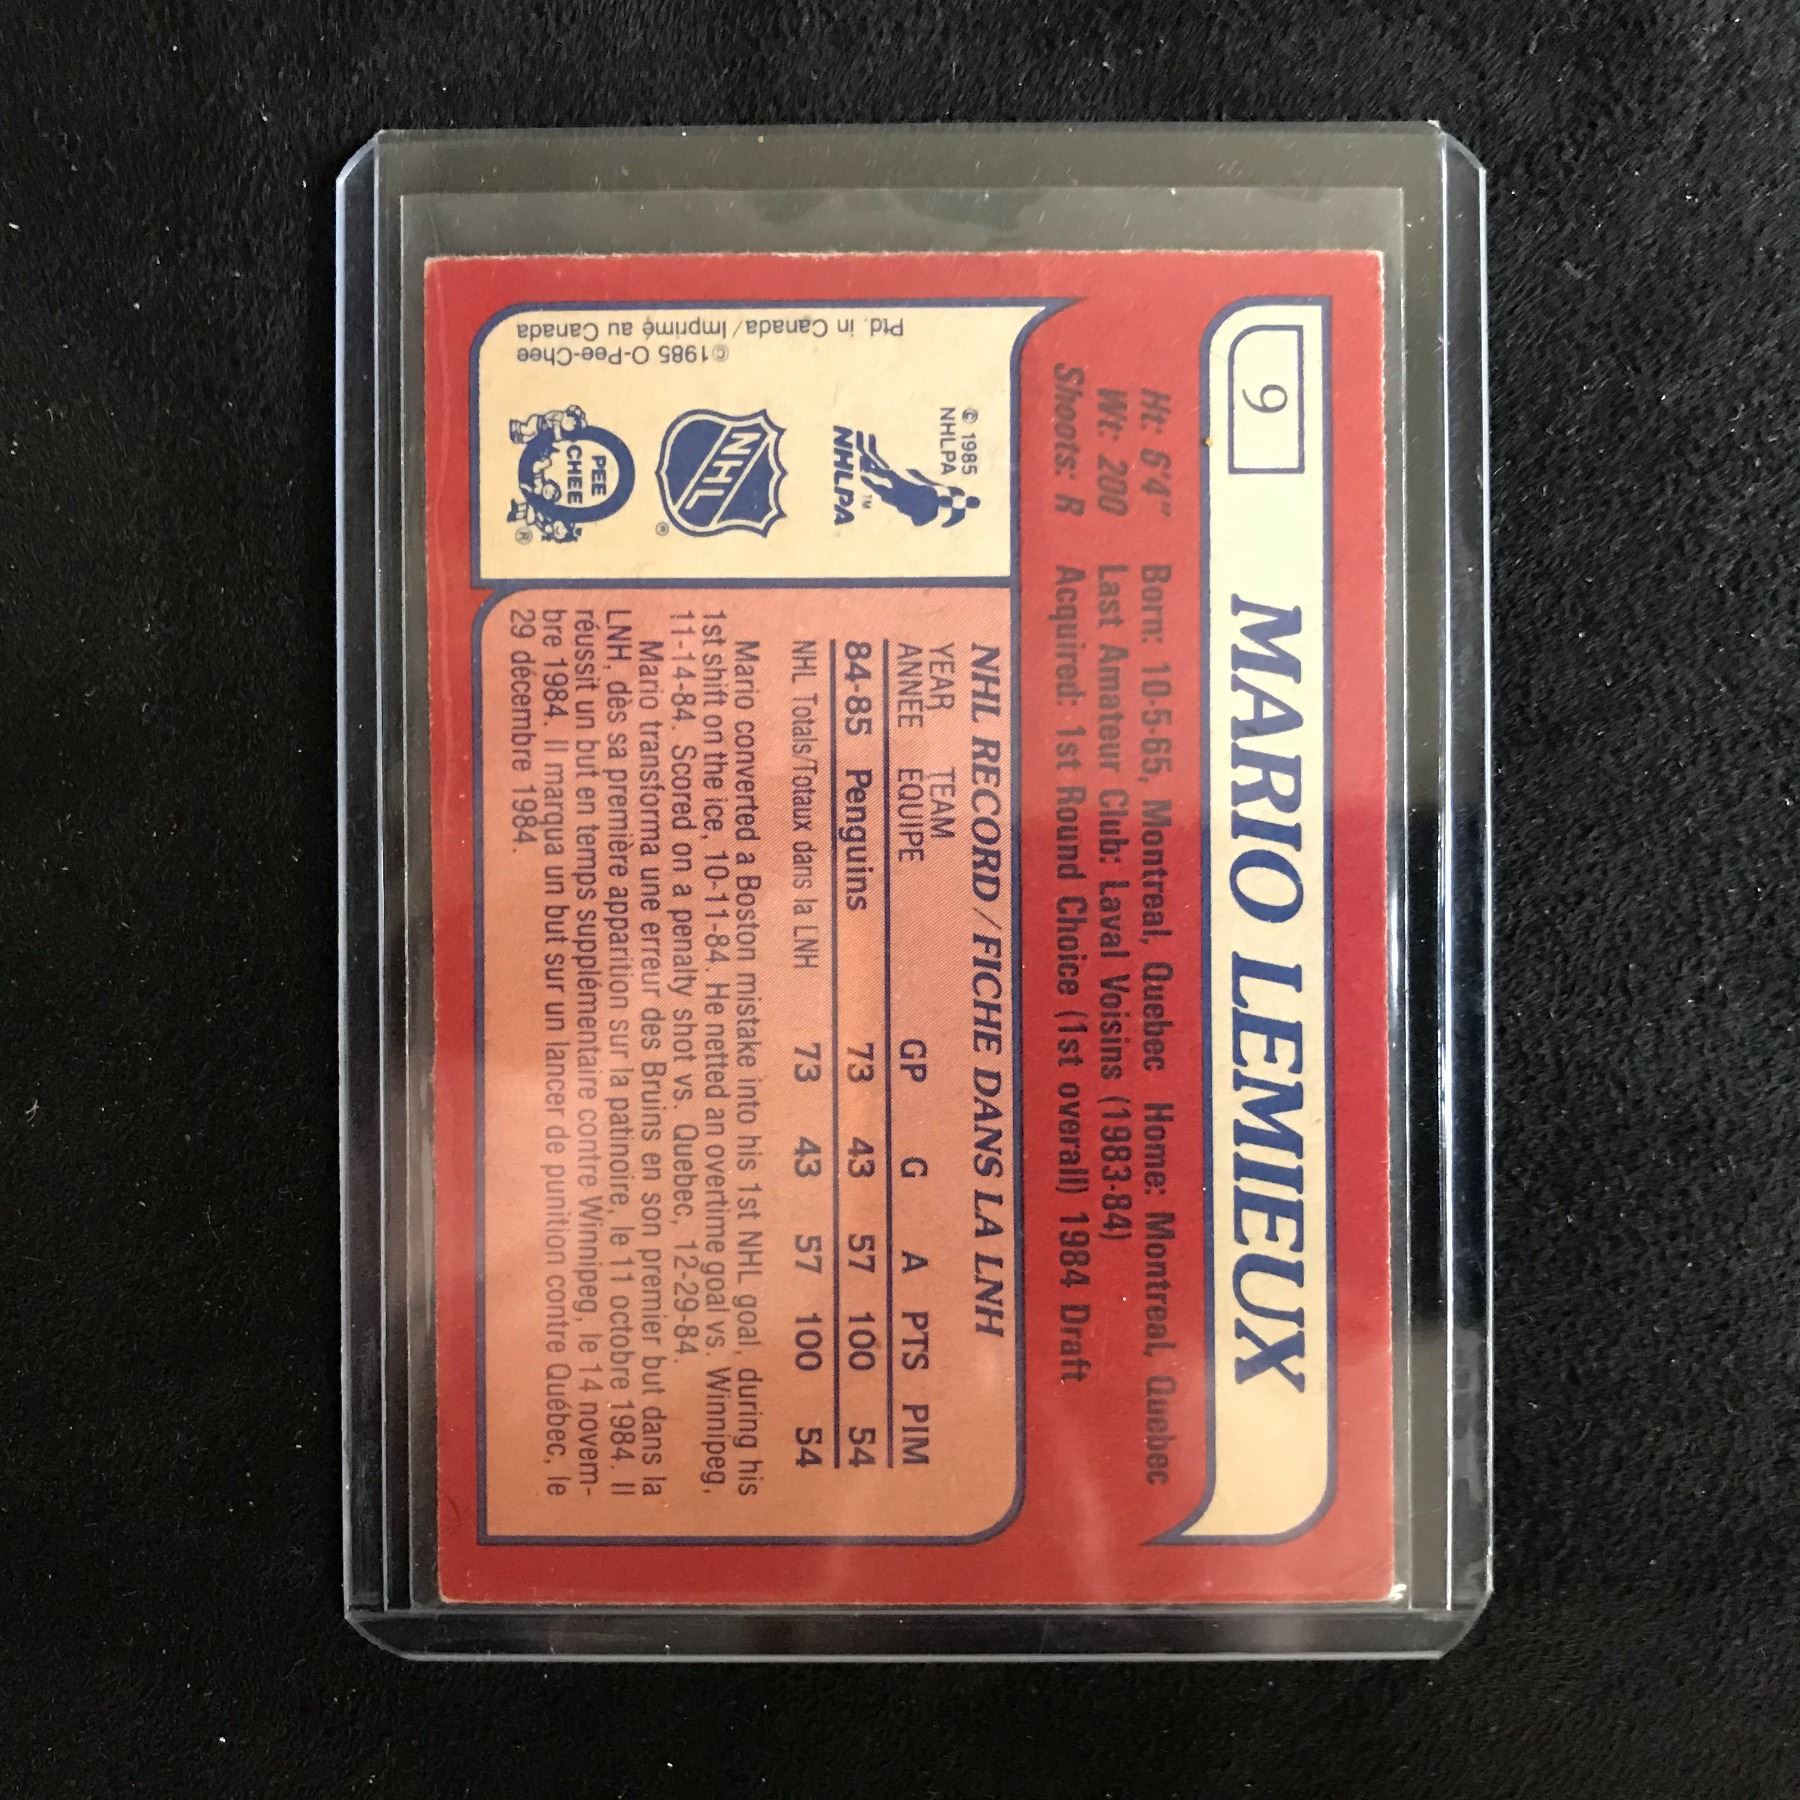 9
MARIO LEMIEUX
Ht: 6'4" Born: 10-5-65, Montreal, Quebec Home: Montreal, Quebec
Wt: 200 Last Amateur Club: Laval Voisins (1983-84)
Shoots: R Acquired: 1st Round Choice (1st overall) 1984 Draft
© 1985
NHLPA
™
NHLPA
NHL
®
PEE
CHEE
®
©1985 O-Pee-Chee
Ptd. in Canada/Imprimé au Canada
NHL RECORD/FICHE DANS LA LNH
YEAR TEAM
ANNÉE ÉQUIPE GP G A PTS PIM
84-85 Penguins 73 43 57 100 54
NHL Totals/Totaux dans la LNH 73 43 57 100 54
Mario converted a Boston mistake into his 1st NHL goal, during his
1st shift on the ice, 10-11-84. He netted an overtime goal vs. Winnipeg,
11-14-84. Scored on a penalty shot vs. Quebec, 12-29-84.
Mario transforma une erreur des Bruins en son premier but dans la
LNH, dès sa première apparition sur la patinoire, le 11 octobre 1984. Il
réussit un but en temps supplémentaire contre Winnipeg, le 14 novem-
bre 1984. Il marqua un but sur un lancer de punition contre Québec, le
29 décembre 1984.